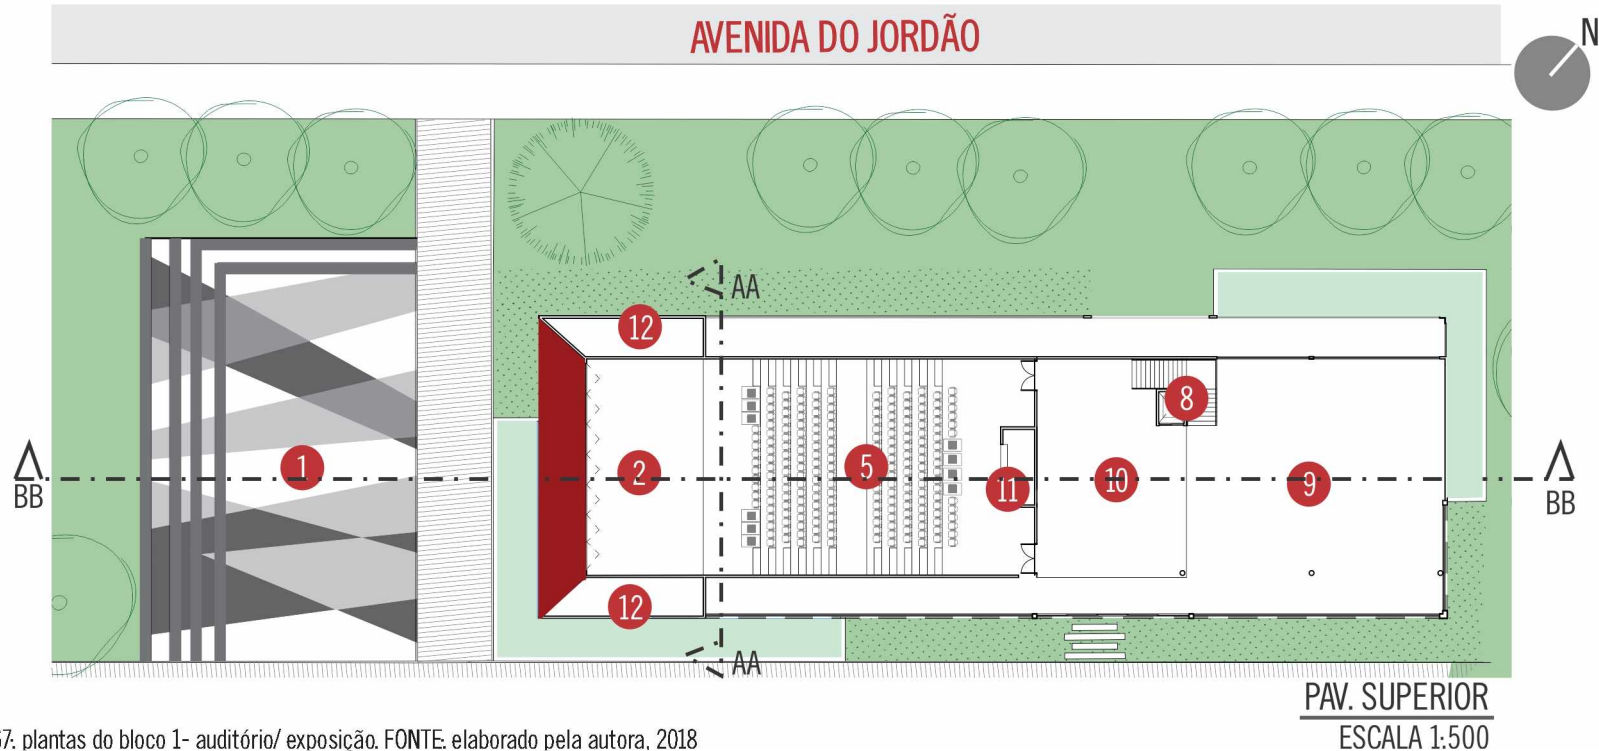 AVENIDA DO JORDÃO
N
AA
12
8
1
2
5
11
10
9
BB
BB
12
AA
PAV. SUPERIOR
ESCALA 1:500
67: plantas do bloco 1- auditório/ exposição. FONTE: elaborado pela autora, 2018